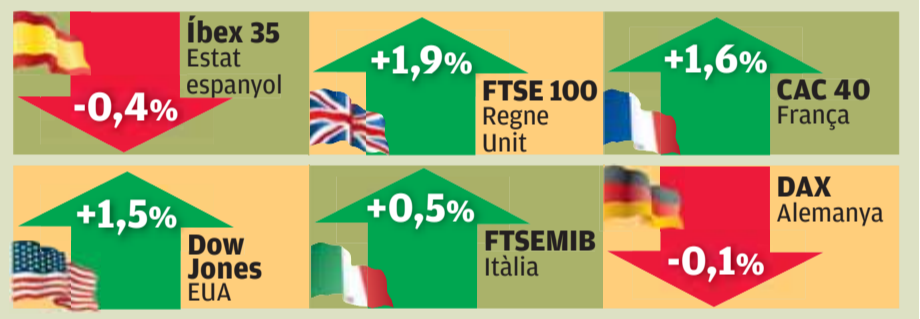 Íbex 35
Estat
espanyol
-0,4%
+1,9%
FTSE 100
Regne
Unit
+1,6%
CAC 40
França
+1,5%
Dow
Jones
EUA
+0,5%
FTSEMIB
Itàlia
DAX
Alemanya
-0,1%